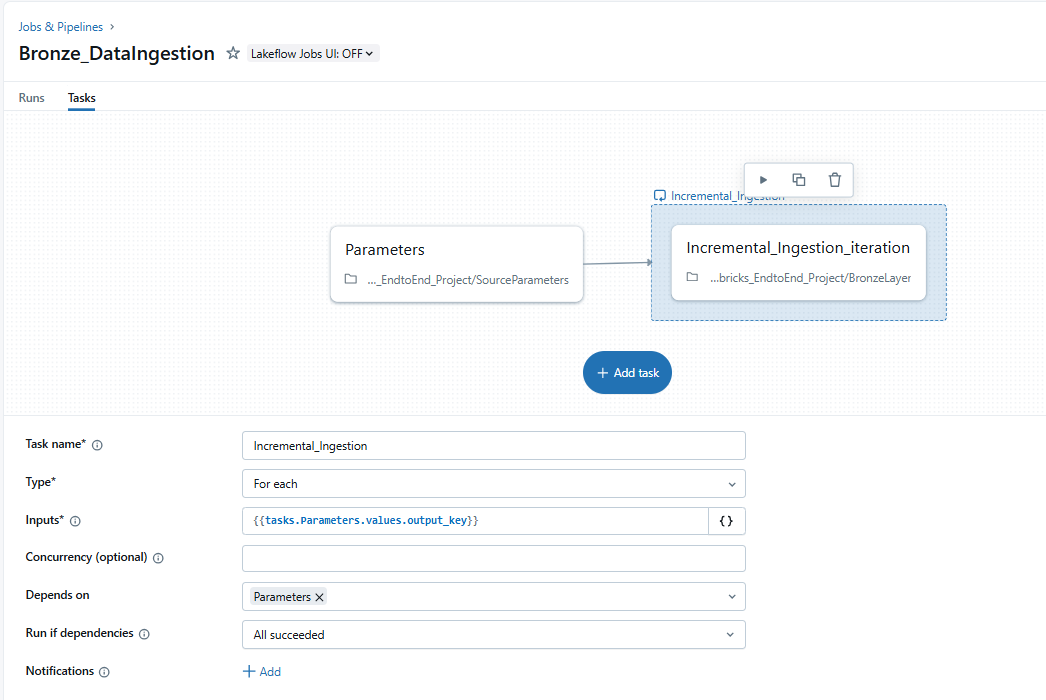 Jobs & Pipelines >
Bronze_DataIngestion ☆ Lakeflow Jobs UI: OFF
Runs Tasks
Incremental_Ingestion
Parameters
..._EndtoEnd_Project/SourceParameters
Incremental_Ingestion_iteration
...bricks_EndtoEnd_Project/BronzeLayer
+ Add task
Task name*
Incremental_Ingestion
Type*
For each
Inputs*
{{tasks.Parameters.values.output_key}} {}
Concurrency (optional)
Depends on
Parameters ×
Run if dependencies
All succeeded
Notifications
+ Add